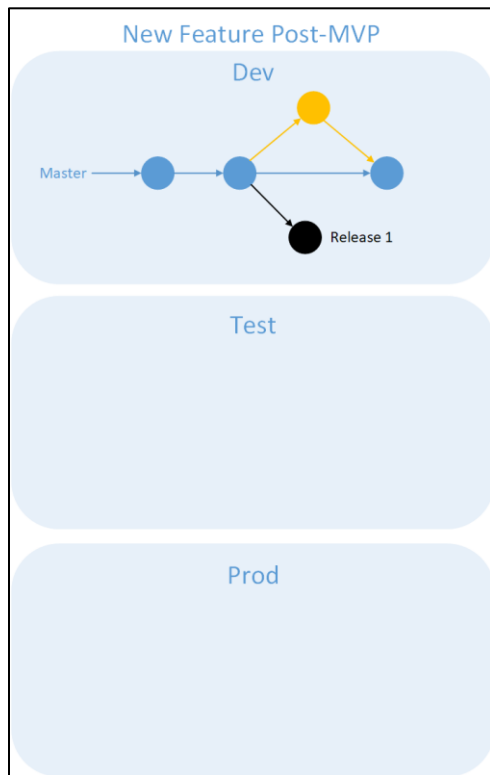 New Feature Post-MVP
Dev
Master
Release 1
Test
Prod